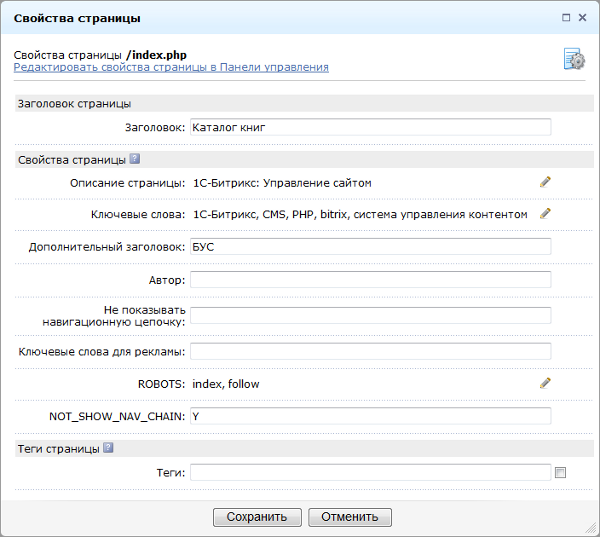 Свойства страницы
Свойства страницы /index.php
Редактировать свойства страницы в Панели управления
Заголовок страницы
Заголовок: Каталог книг
Свойства страницы ?
Описание страницы: 1С-Битрикс: Управление сайтом
Ключевые слова: 1С-Битрикс, CMS, PHP, bitrix, система управления контентом
Дополнительный заголовок: БУС
Автор:
Не показывать
навигационную цепочку:
Ключевые слова для рекламы:
ROBOTS: index, follow
NOT_SHOW_NAV_CHAIN: Y
Теги страницы ?
Теги:
Сохранить Отменить